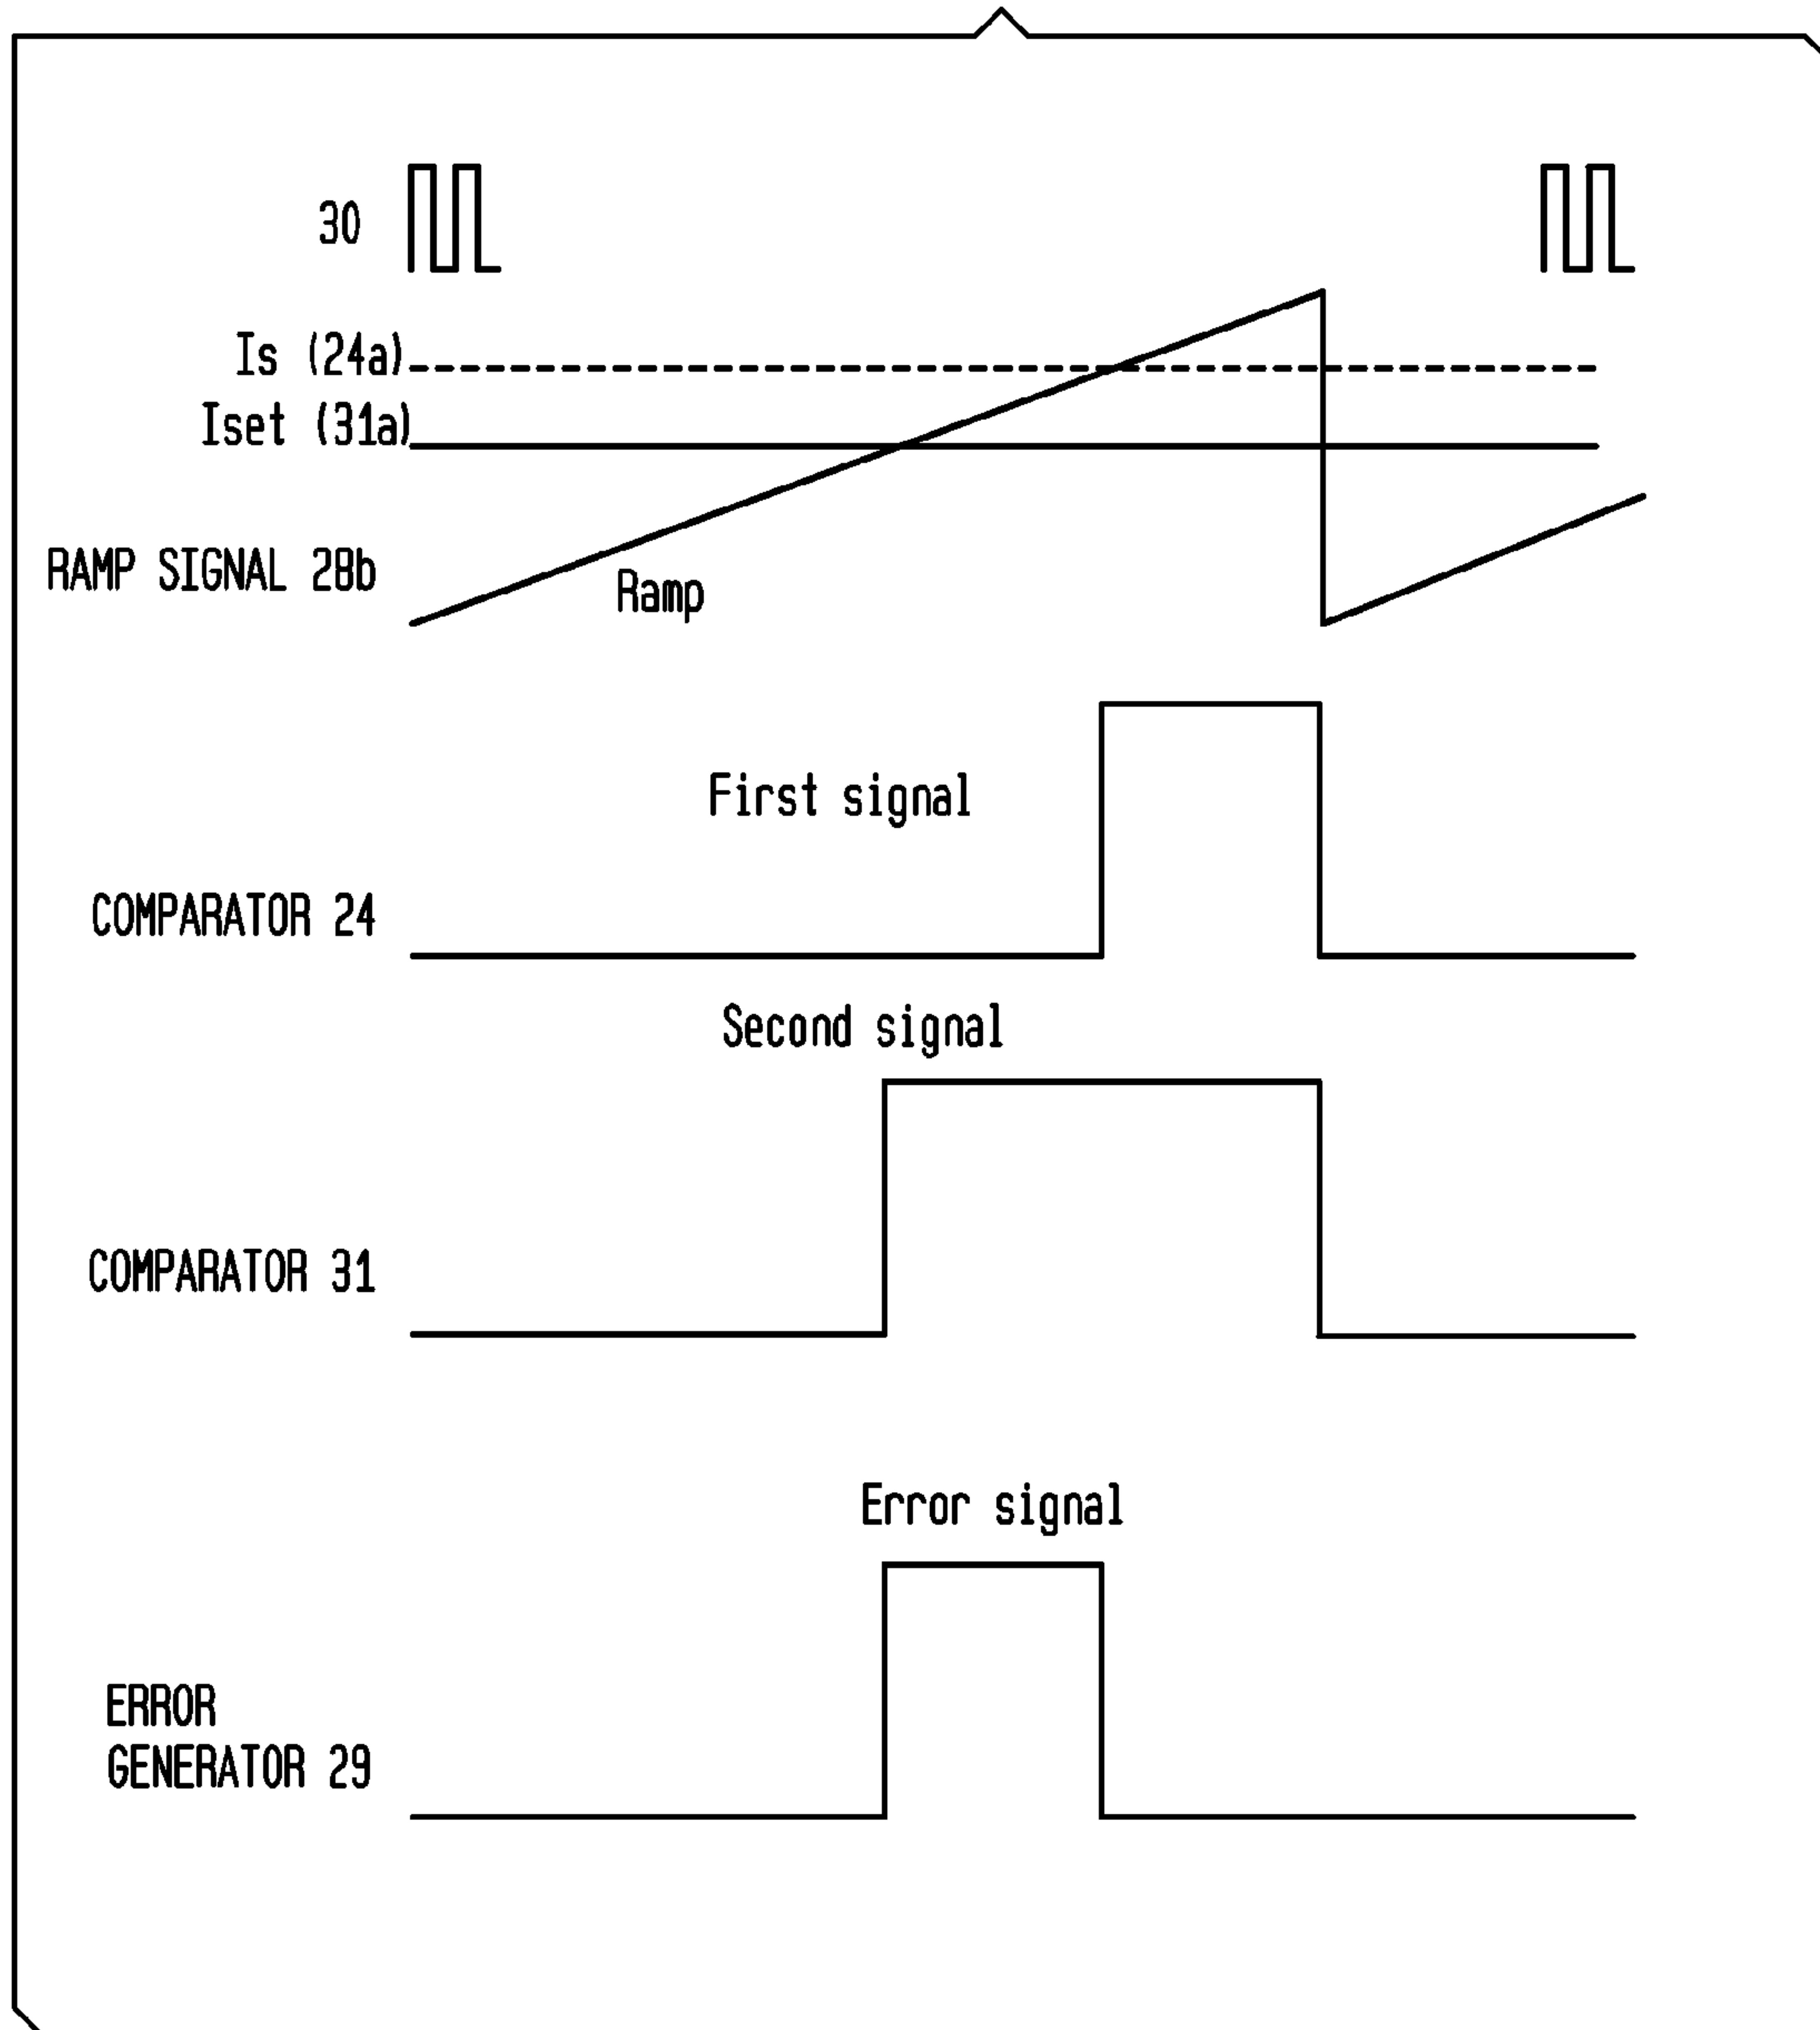 30
Is (24a)
Iset (31a)
RAMP SIGNAL 28b
Ramp
First signal
COMPARATOR 24
Second signal
COMPARATOR 31
Error signal
ERROR
GENERATOR 29